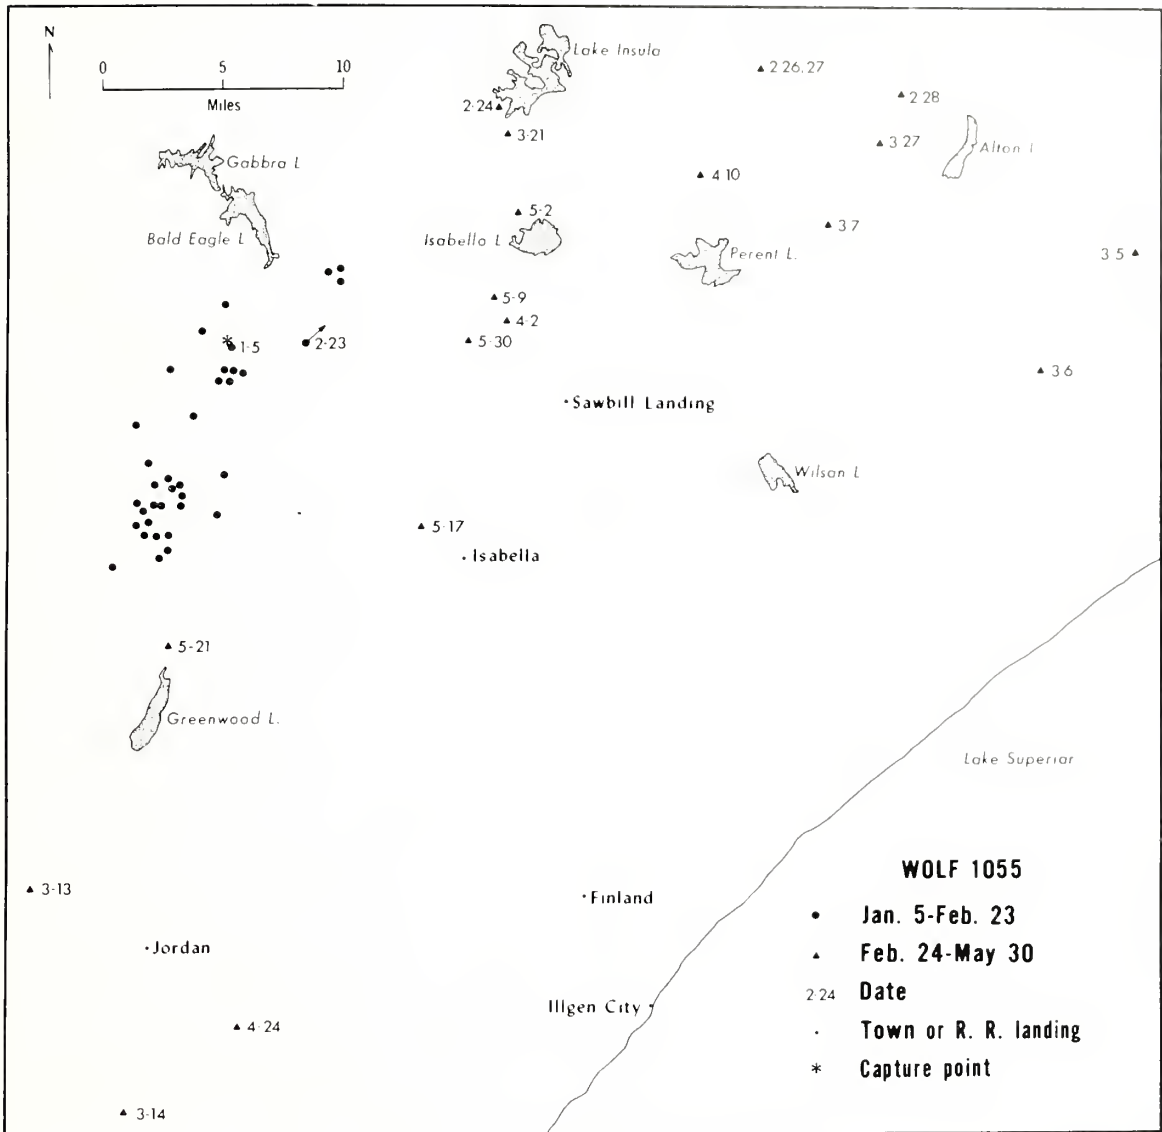 N
0 5 10
Miles
Lake Insula
2·26,27
2·24
2·28
3·21
3·27
Alton l
Gabbra L
4·10
5-2
Bald Eagle L
Isabella L
3·7
Perent L.
3·5
5-9
4-2
1-5
2-23
5-30
3·6
Sawbill Landing
Wilson L
5-17
Isabella
5-21
Greenwood L.
Lake Superior
3-13
Finland
Jordan
Illgen City
4-24
3-14
WOLF 1055
Jan. 5-Feb. 23
Feb. 24-May 30
2·24 Date
Town or R. R. landing
* Capture point